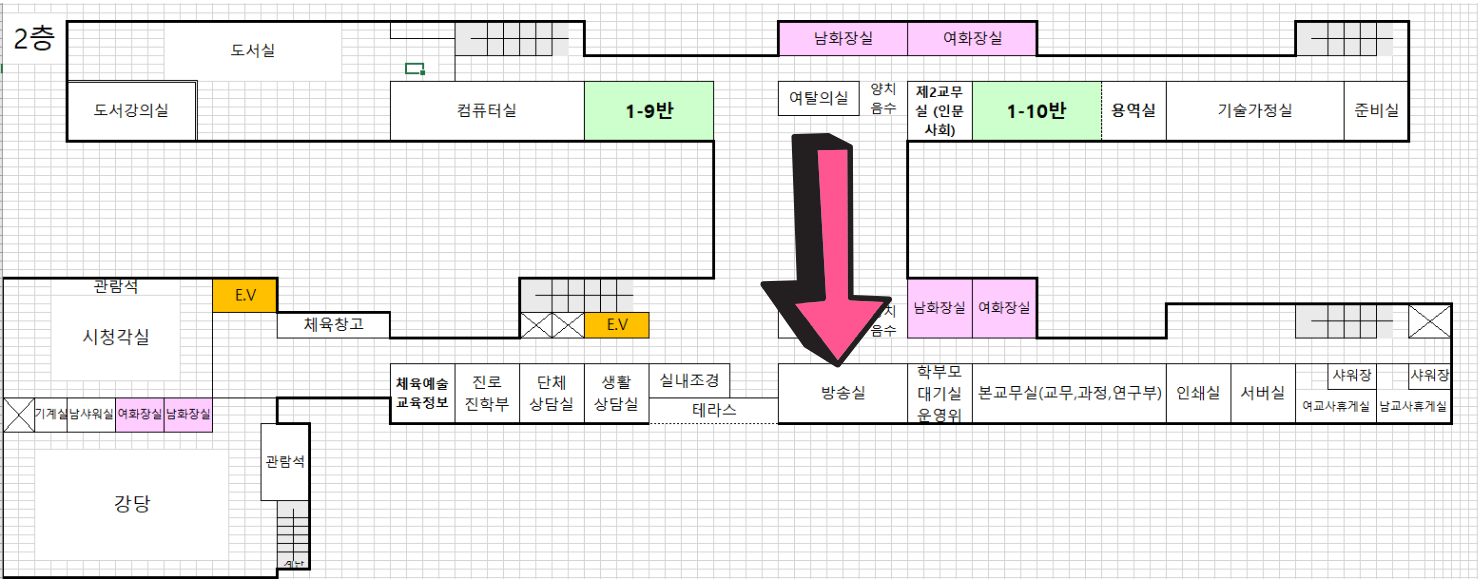 2층
도서실
남화장실
여화장실
도서강의실
컴퓨터실
1-9반
여탈의실
양치
음수
제2교무
실 (인문
사회)
1-10반
용역실
기술가정실
준비실
관람석
시청각실
E.V
체육창고
E.V
치
음수
남화장실
여화장실
체육예술
교육정보
진로
진학부
단체
상담실
생활
상담실
실내조경
테라스
방송실
학부모
대기실
운영위
본교무실(교무,과정,연구부)
인쇄실
서버실
샤워장
여교사휴게실
샤워장
남교사휴게실
기계실
남샤워실
여화장실
남화장실
관람석
강당